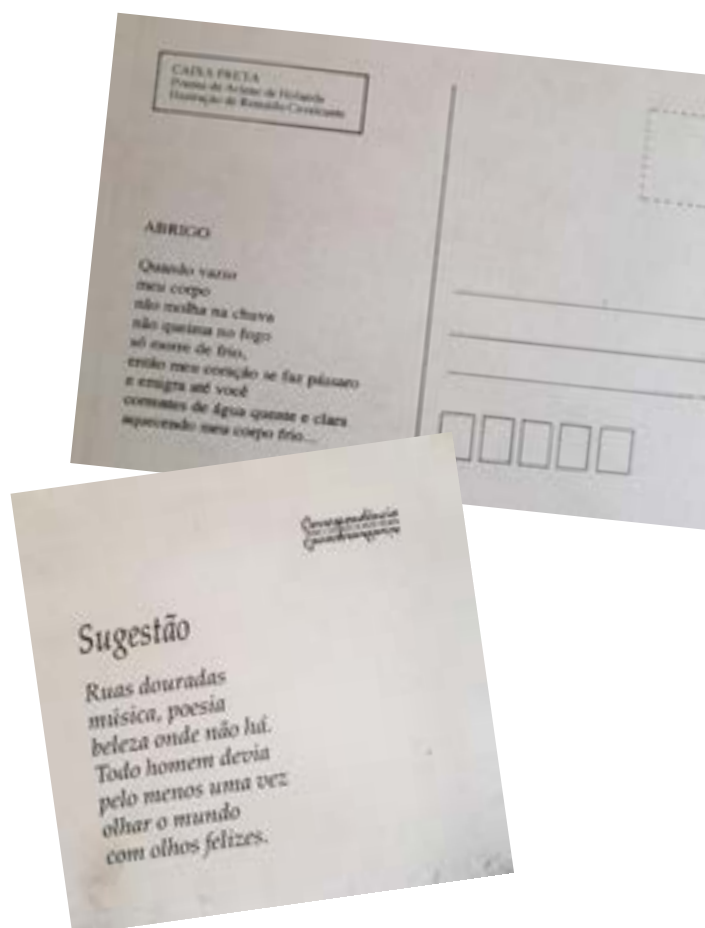 CAIXA PRETA
Poema de Arlene de Holanda
Ilustração de Romualdo Cavalcante
ABRIGO
Quando vazio
meu corpo
não molha na chuva
não queima no fogo
só morre de frio,
então meu coração se faz pássaro
e emigra até você
correntes de água quente e clara
aquecendo meu corpo frio...
Correspondência
Sugestão
Ruas douradas
música, poesia
beleza onde não há.
Todo homem devia
pelo menos uma vez
olhar o mundo
com olhos felizes.